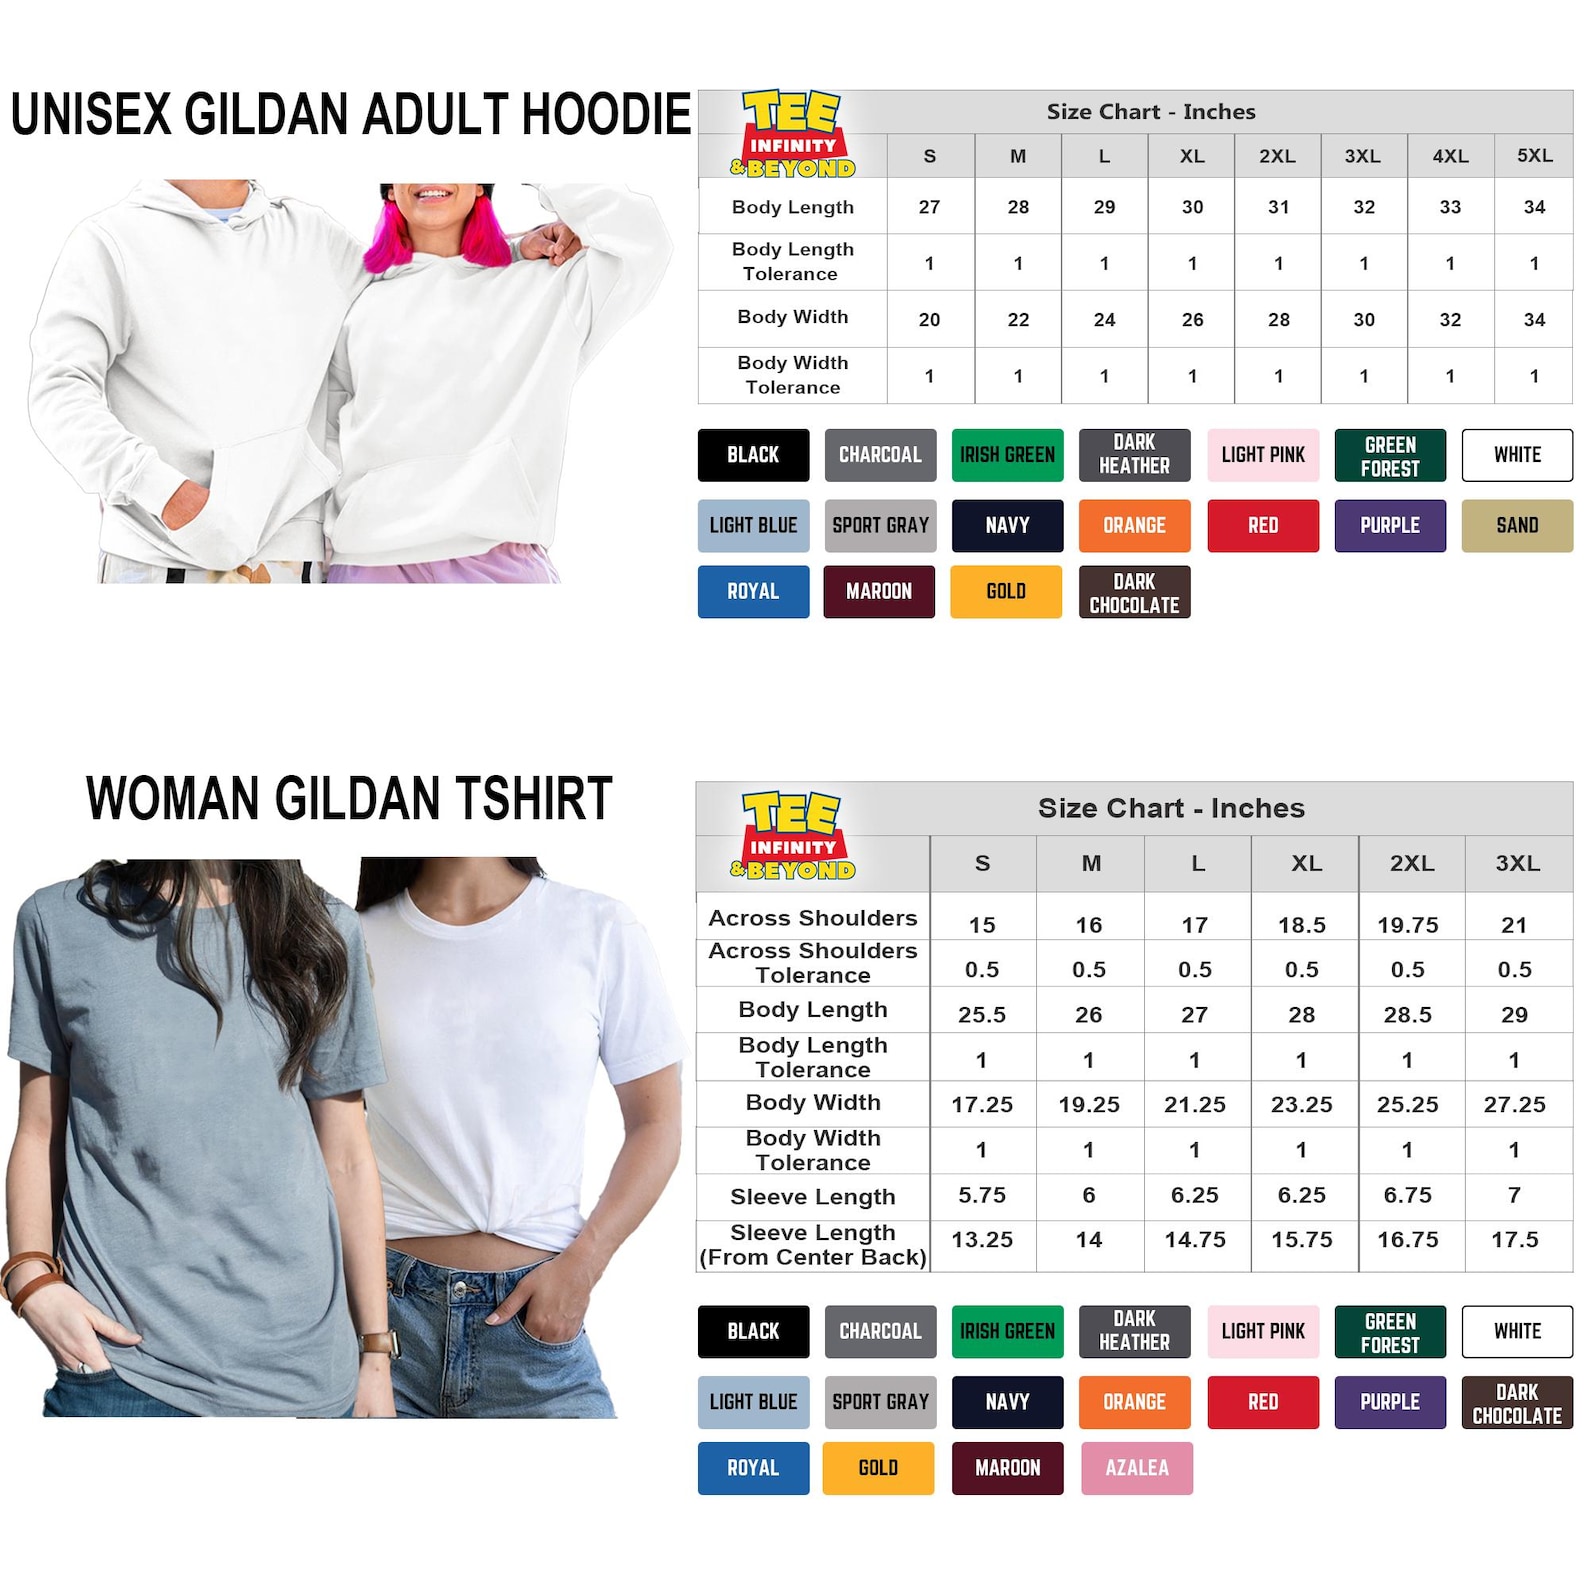 UNISEX GILDAN ADULT HOODIE
TEE
INFINITY
& BEYOND
Size Chart - Inches
S M L XL 2XL 3XL 4XL 5XL
Body Length 27 28 29 30 31 32 33 34
Body Length
Tolerance 1 1 1 1 1 1 1 1
Body Width 20 22 24 26 28 30 32 34
Body Width
Tolerance 1 1 1 1 1 1 1 1
BLACK CHARCOAL IRISH GREEN DARK HEATHER LIGHT PINK GREEN FOREST WHITE
LIGHT BLUE SPORT GRAY NAVY ORANGE RED PURPLE SAND
ROYAL MAROON GOLD DARK CHOCOLATE
WOMAN GILDAN TSHIRT
TEE
INFINITY
& BEYOND
Size Chart - Inches
S M L XL 2XL 3XL
Across Shoulders 15 16 17 18.5 19.75 21
Across Shoulders
Tolerance 0.5 0.5 0.5 0.5 0.5 0.5
Body Length 25.5 26 27 28 28.5 29
Body Length
Tolerance 1 1 1 1 1 1
Body Width 17.25 19.25 21.25 23.25 25.25 27.25
Body Width
Tolerance 1 1 1 1 1 1
Sleeve Length 5.75 6 6.25 6.25 6.75 7
Sleeve Length
(From Center Back) 13.25 14 14.75 15.75 16.75 17.5
BLACK CHARCOAL IRISH GREEN DARK HEATHER LIGHT PINK GREEN FOREST WHITE
LIGHT BLUE SPORT GRAY NAVY ORANGE RED PURPLE DARK CHOCOLATE
ROYAL GOLD MAROON AZALEA